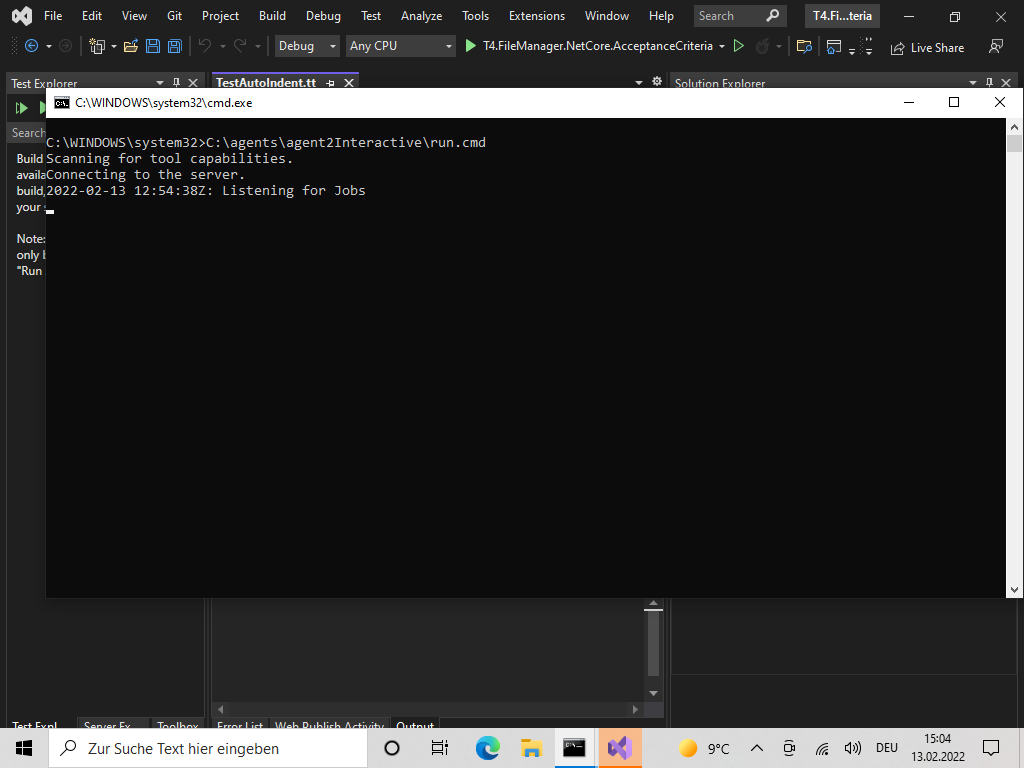 File Edit View Git Project Build Debug Test Analyze Tools Extensions Window Help Search T4.Fi...teria
Debug Any CPU T4.FileManager.NetCore.AcceptanceCriteria Live Share
Test Explorer TestAutoIndent.tt Solution Explorer
C:\WINDOWS\system32\cmd.exe
Search
C:\WINDOWS\system32>C:\agents\agent2Interactive\run.cmd
Build
Scanning for tool capabilities.
Connecting to the server.
build,
2022-02-13 12:54:38Z: Listening for Jobs
your
Note:
only
"Run
Test Expl... Server Ex... Toolbox Error List Web Publish Activity Output
Zur Suche Text hier eingeben
9°C DEU
15:04
13.02.2022